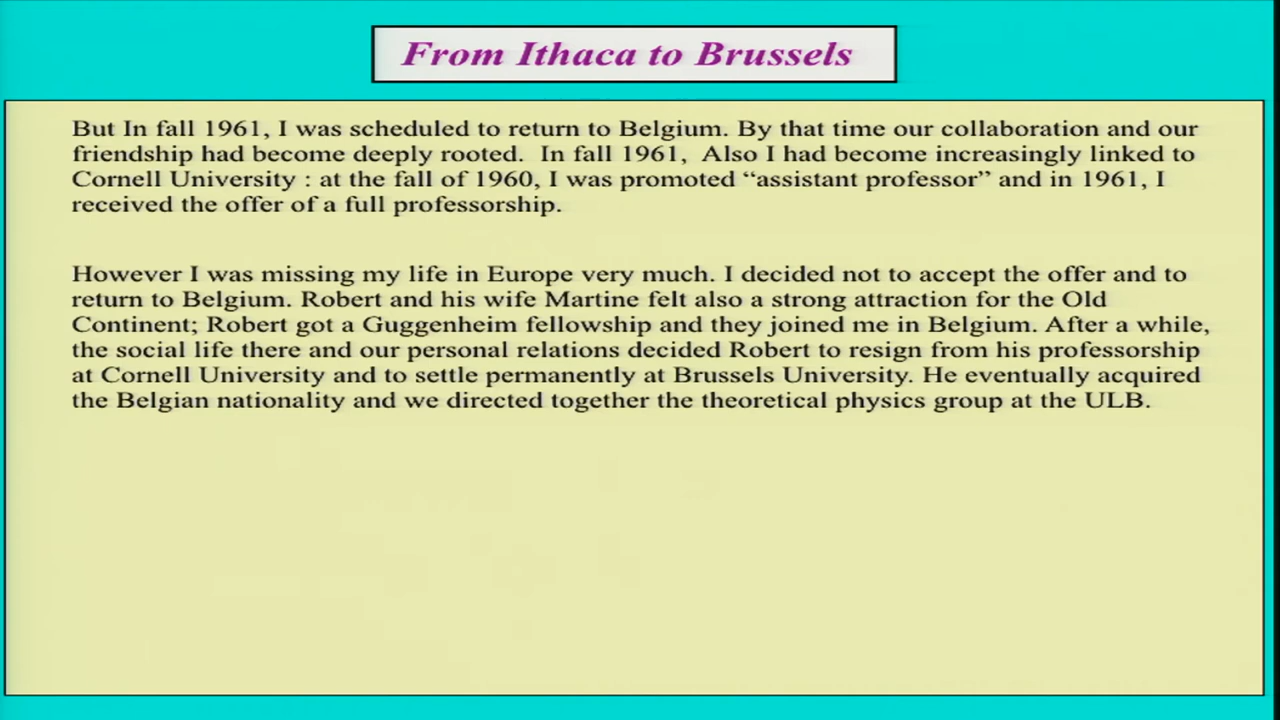 From Ithaca to Brussels
But In fall 1961, I was scheduled to return to Belgium. By that time our collaboration and our
friendship had become deeply rooted.  In fall 1961,  Also I had become increasingly linked to
Cornell University : at the fall of 1960, I was promoted “assistant professor” and in 1961, I
received the offer of a full professorship.
However I was missing my life in Europe very much. I decided not to accept the offer and to
return to Belgium. Robert and his wife Martine felt also a strong attraction for the Old
Continent; Robert got a Guggenheim fellowship and they joined me in Belgium. After a while,
the social life there and our personal relations decided Robert to resign from his professorship
at Cornell University and to settle permanently at Brussels University. He eventually acquired
the Belgian nationality and we directed together the theoretical physics group at the ULB.